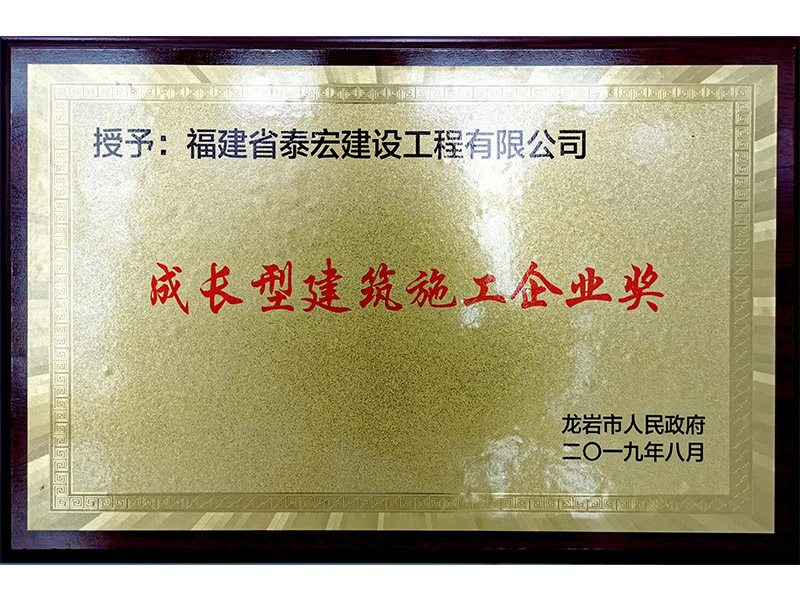 授予：福建省泰宏建设工程有限公司
成长型建筑施工企业奖
龙岩市人民政府
二〇一九年八月